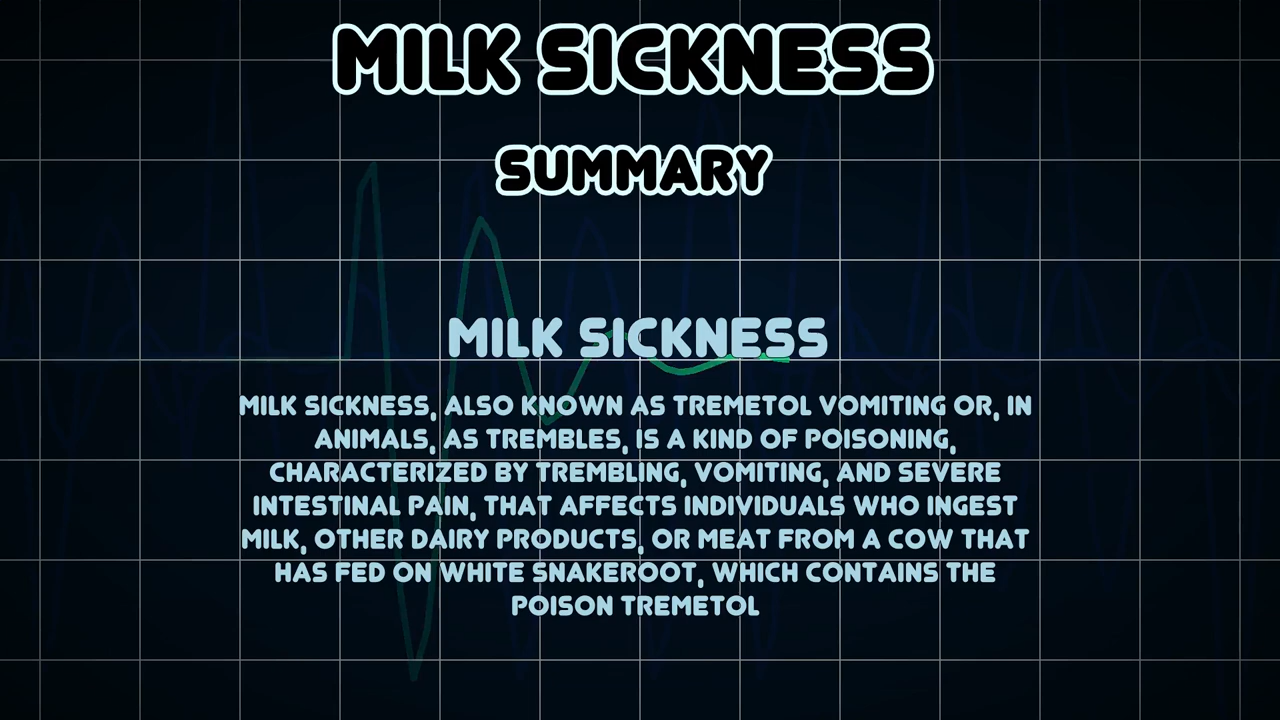 MILK SICKNESS
SUMMARY
MILK SICKNESS
MILK SICKNESS, ALSO KNOWN AS TREMETOL VOMITING OR, IN
ANIMALS, AS TREMBLES, IS A KIND OF POISONING,
CHARACTERIZED BY TREMBLING, VOMITING, AND SEVERE
INTESTINAL PAIN, THAT AFFECTS INDIVIDUALS WHO INGEST
MILK, OTHER DAIRY PRODUCTS, OR MEAT FROM A COW THAT
HAS FED ON WHITE SNAKEROOT, WHICH CONTAINS THE
POISON TREMETOL